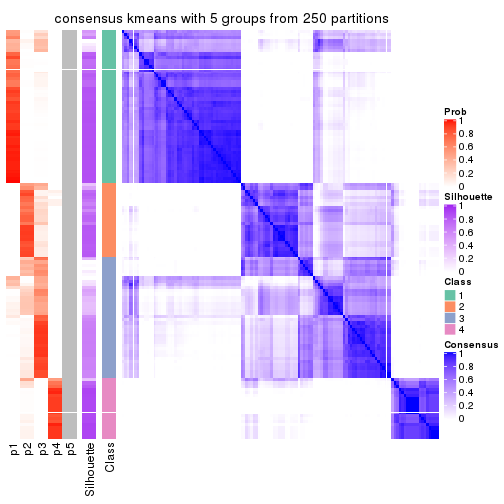 consensus kmeans with 5 groups from 250 partitions
Prob
1
0.8
0.6
0.4
0.2
0
Silhouette
1
0.8
0.6
0.4
0.2
0
Class
1
2
3
4
Consensus
1
0.8
0.6
0.4
0.2
0
p1
p2
p3
p4
p5
Silhouette
Class